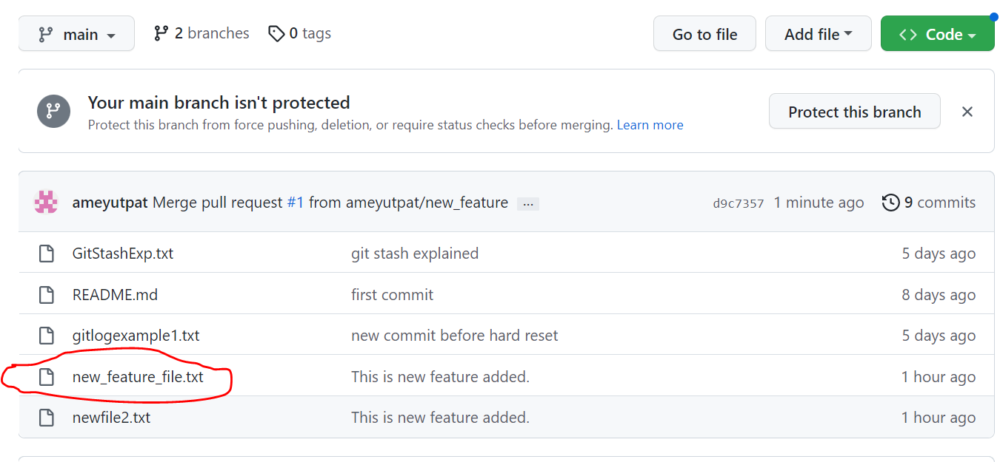 main 2 branches 0 tags Go to file Add file Code
Your main branch isn't protected
Protect this branch from force pushing, deletion, or require status checks before merging. Learn more
Protect this branch
ameyutpat Merge pull request #1 from ameyutpat/new_feature ... d9c7357 1 minute ago 9 commits
GitStashExp.txt git stash explained 5 days ago
README.md first commit 8 days ago
gitlogexample1.txt new commit before hard reset 5 days ago
new_feature_file.txt This is new feature added. 1 hour ago
newfile2.txt This is new feature added. 1 hour ago